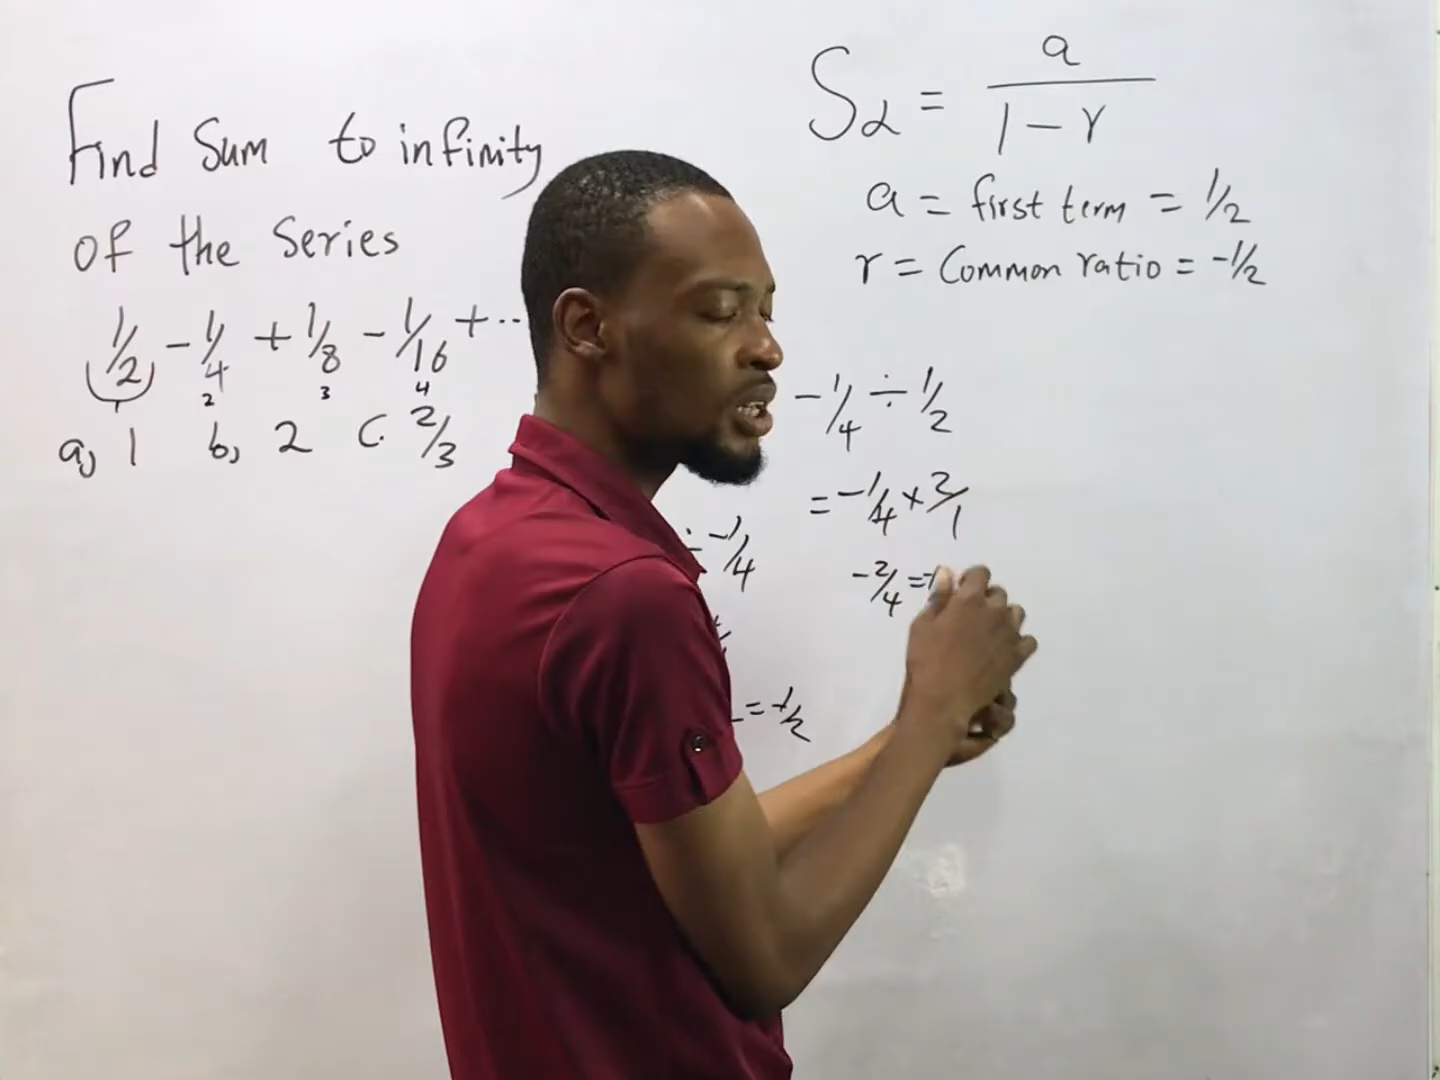 Find Sum to infinity
of the series
1/2 - 1/4 + 1/8 - 1/16 + ...
2 3 4
a, 1 b, 2 c. 2/3
S∝ = a / 1 - r
a = first term = 1/2
r = Common ratio = -1/2
-1/4 ÷ 1/2
= -1/4 × 2/1
-2/4 =
÷ -1/4
= -1/2